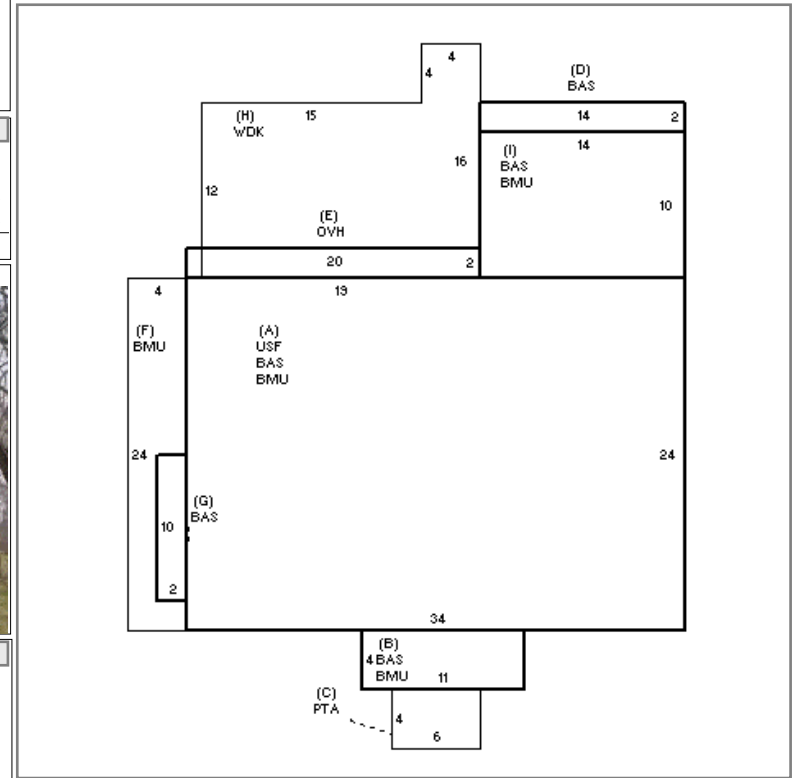 4
4
(D)
BAS
(H)
WDK
15
14
2
14
(I)
BAS
BMU
16
12
10
(E)
OVH
20
2
4
19
(F)
BMU
(A)
USF
BAS
BMU
24
24
(G)
BAS
10
2
34
(B)
4 BAS
BMU
11
(C)
PTA
4
6